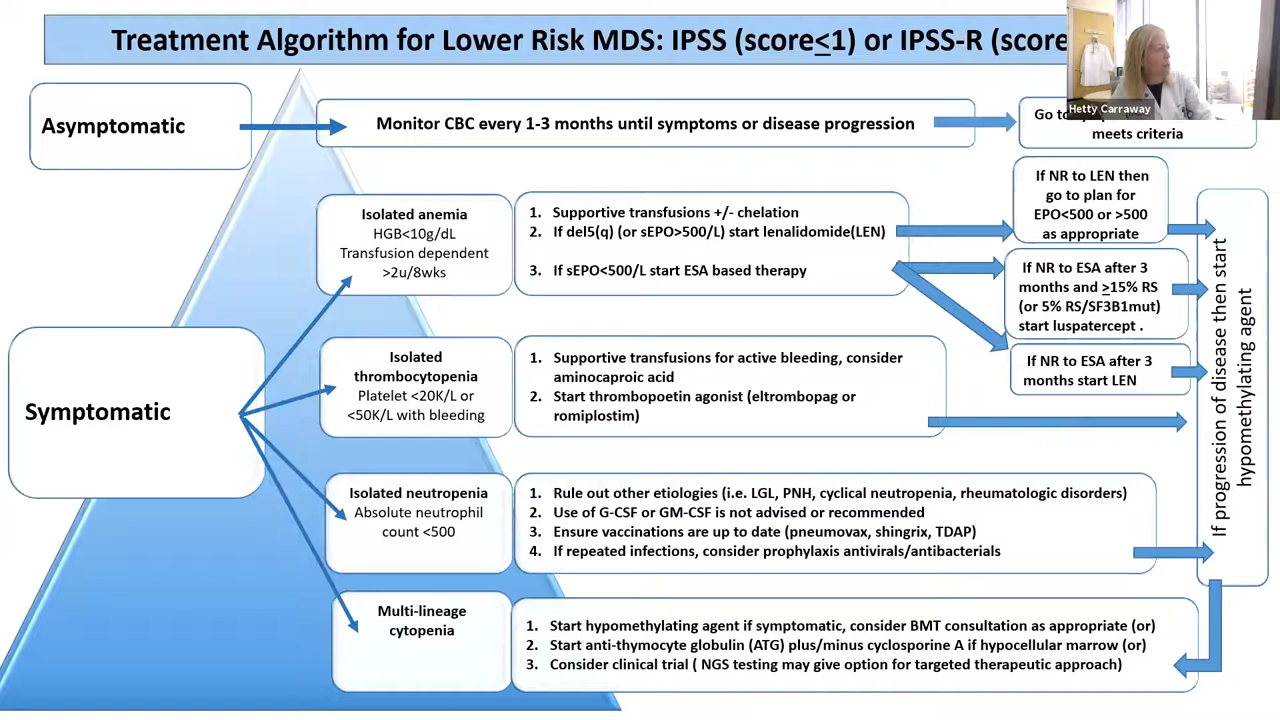 Treatment Algorithm for Lower Risk MDS: IPSS (score<1) or IPSS-R (score
Hetty Carraway
Asymptomatic
Monitor CBC every 1-3 months until symptoms or disease progression
Go to
meets criteria
Symptomatic
Isolated anemia
HGB<10g/dL
Transfusion dependent
>2u/8wks
1. Supportive transfusions +/- chelation
2. If del5(q) (or sEPO>500/L) start lenalidomide(LEN)
3. If sEPO<500/L start ESA based therapy
If NR to LEN then
go to plan for
EPO<500 or >500
as appropriate
If NR to ESA after 3
months and >15% RS
(or 5% RS/SF3B1mut)
start luspatercept .
If NR to ESA after 3
months start LEN
Isolated
thrombocytopenia
Platelet <20K/L or
<50K/L with bleeding
1. Supportive transfusions for active bleeding, consider
aminocaproic acid
2. Start thrombopoetin agonist (eltrombopag or
romiplostim)
Isolated neutropenia
Absolute neutrophil
count <500
1. Rule out other etiologies (i.e. LGL, PNH, cyclical neutropenia, rheumatologic disorders)
2. Use of G-CSF or GM-CSF is not advised or recommended
3. Ensure vaccinations are up to date (pneumovax, shingrix, TDAP)
4. If repeated infections, consider prophylaxis antivirals/antibacterials
Multi-lineage
cytopenia
1. Start hypomethylating agent if symptomatic, consider BMT consultation as appropriate (or)
2. Start anti-thymocyte globulin (ATG) plus/minus cyclosporine A if hypocellular marrow (or)
3. Consider clinical trial ( NGS testing may give option for targeted therapeutic approach)
If progression of disease then start
hypomethylating agent